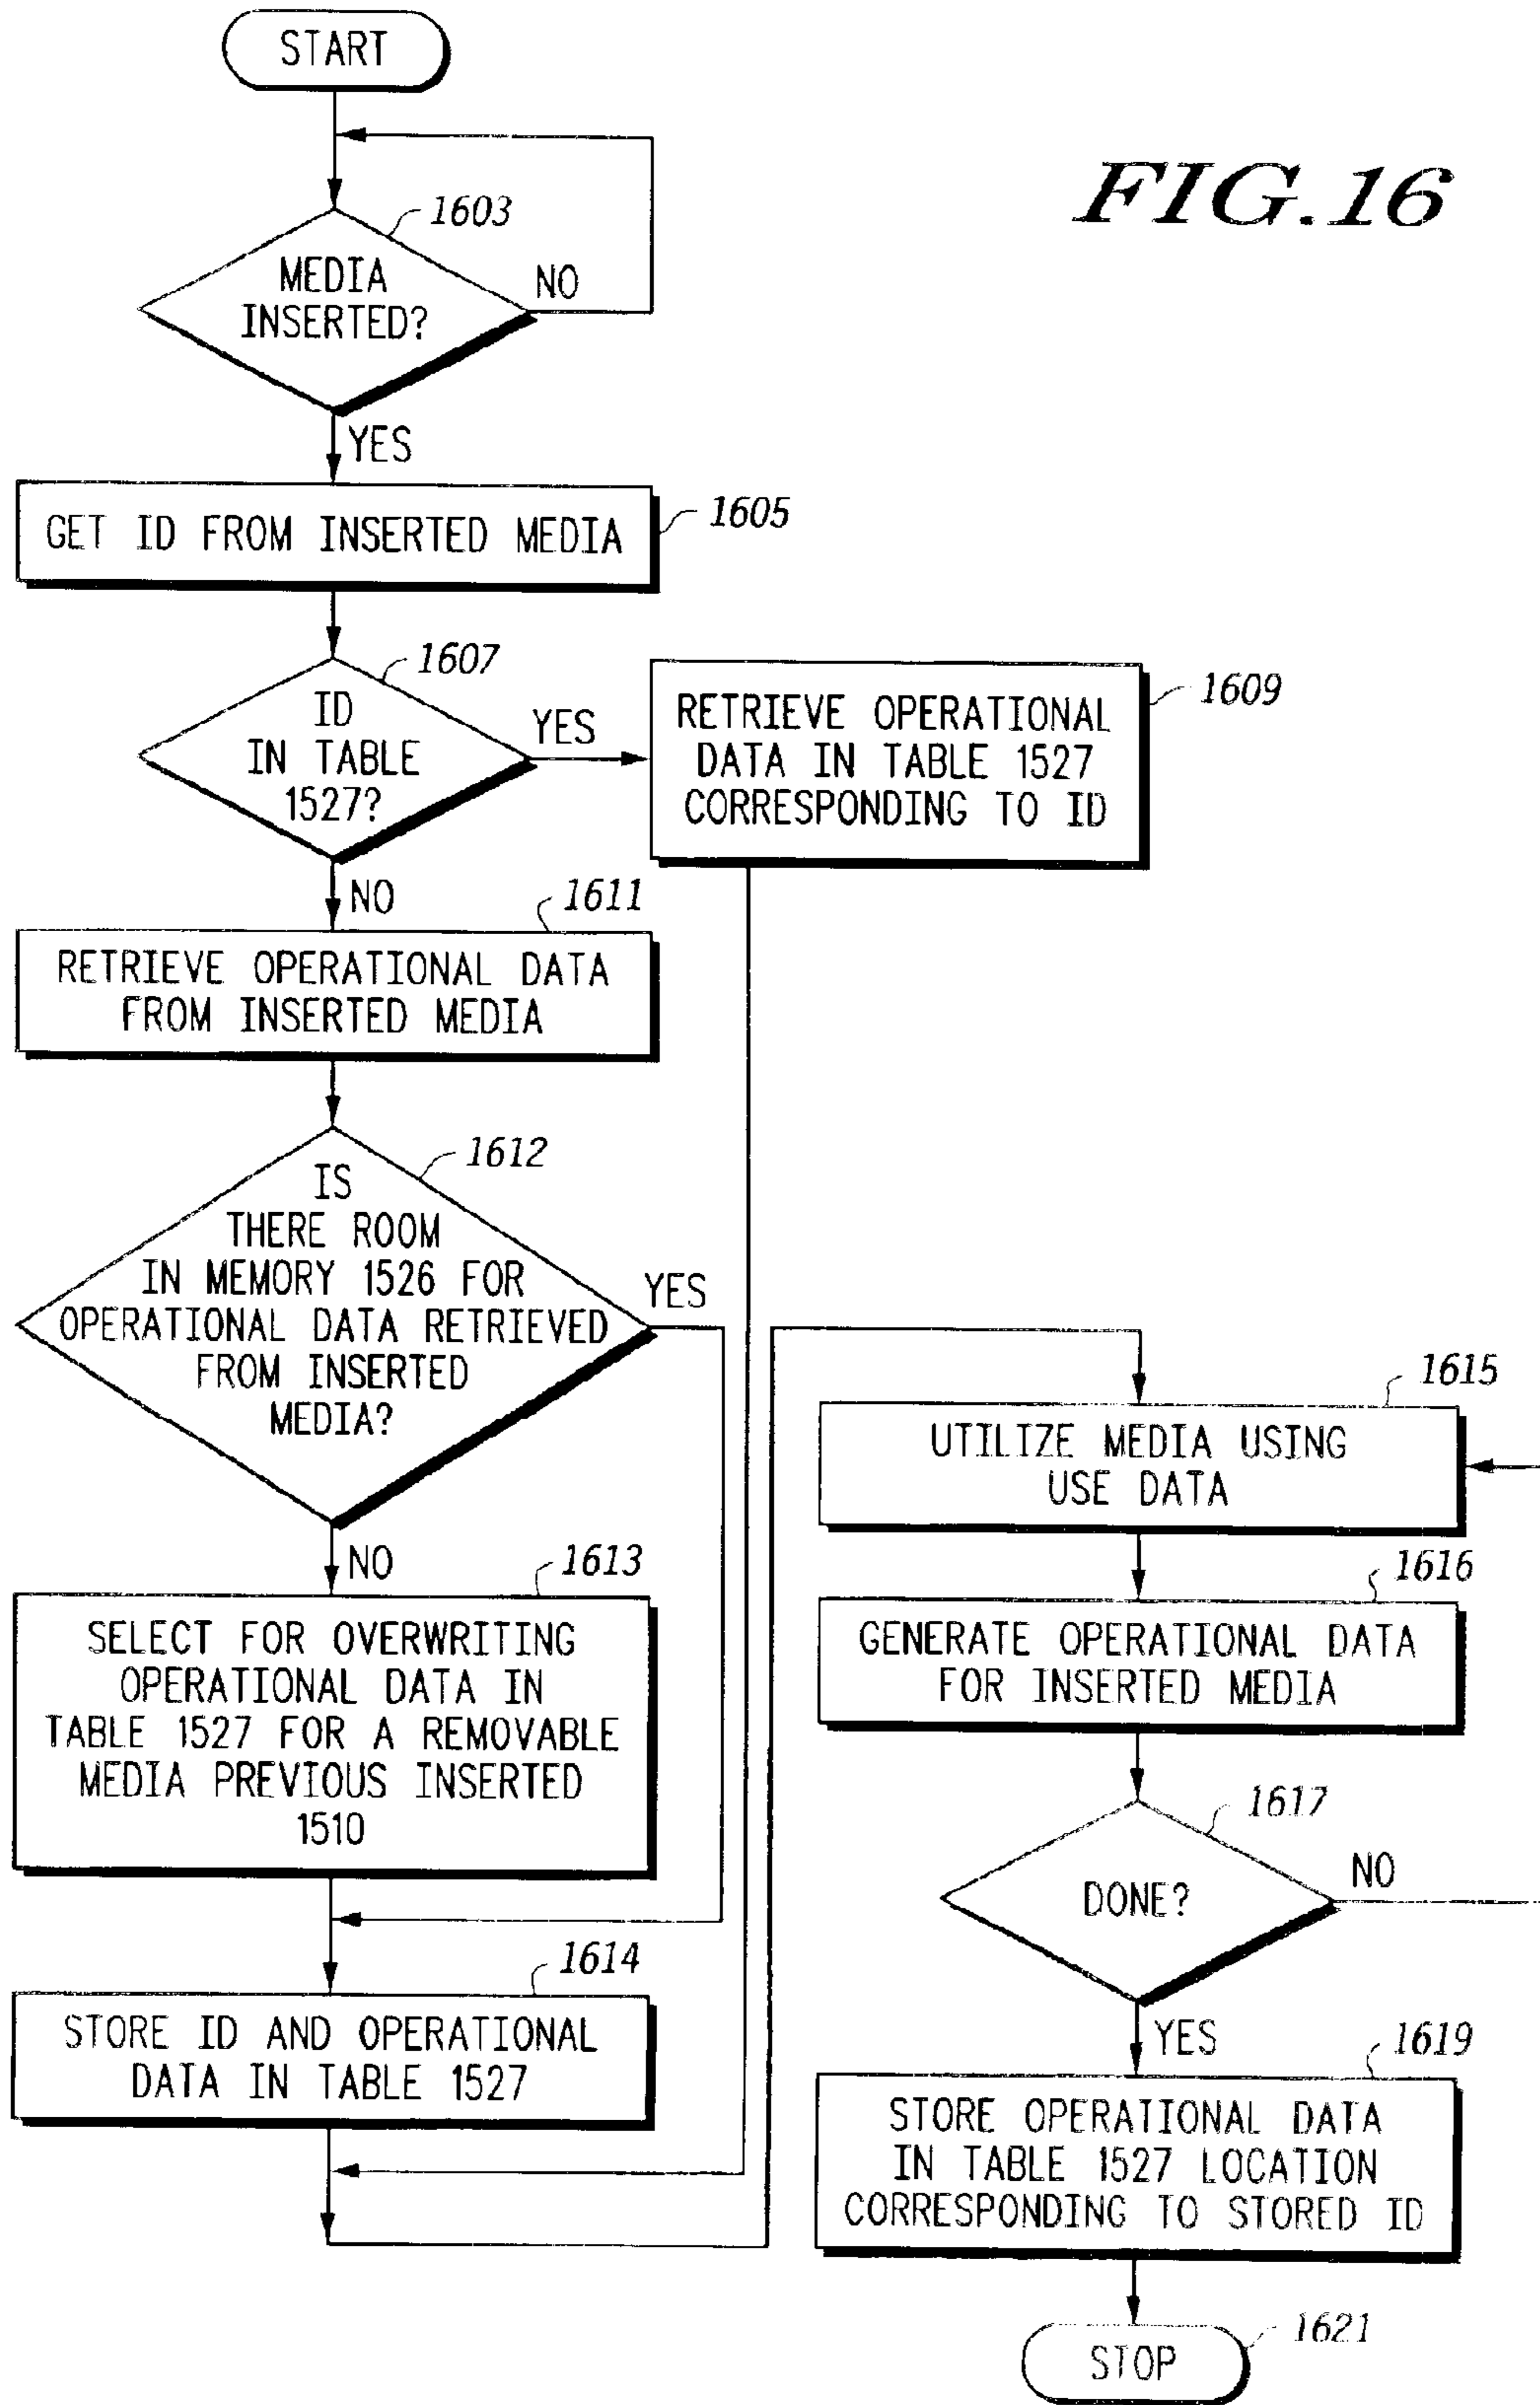 START
FIG.16
1603
MEDIA
INSERTED?
NO
YES
GET ID FROM INSERTED MEDIA
1605
1607
ID
IN TABLE
1527?
YES
RETRIEVE OPERATIONAL
DATA IN TABLE 1527
CORRESPONDING TO ID
1609
NO
1611
RETRIEVE OPERATIONAL DATA
FROM INSERTED MEDIA
1612
IS
THERE ROOM
IN MEMORY 1526 FOR
OPERATIONAL DATA RETRIEVED
FROM INSERTED
MEDIA?
YES
NO
1613
SELECT FOR OVERWRITING
OPERATIONAL DATA IN
TABLE 1527 FOR A REMOVABLE
MEDIA PREVIOUS INSERTED
1510
1614
STORE ID AND OPERATIONAL
DATA IN TABLE 1527
1615
UTILIZE MEDIA USING
USE DATA
1616
GENERATE OPERATIONAL DATA
FOR INSERTED MEDIA
1617
DONE?
NO
YES
1619
STORE OPERATIONAL DATA
IN TABLE 1527 LOCATION
CORRESPONDING TO STORED ID
1621
STOP